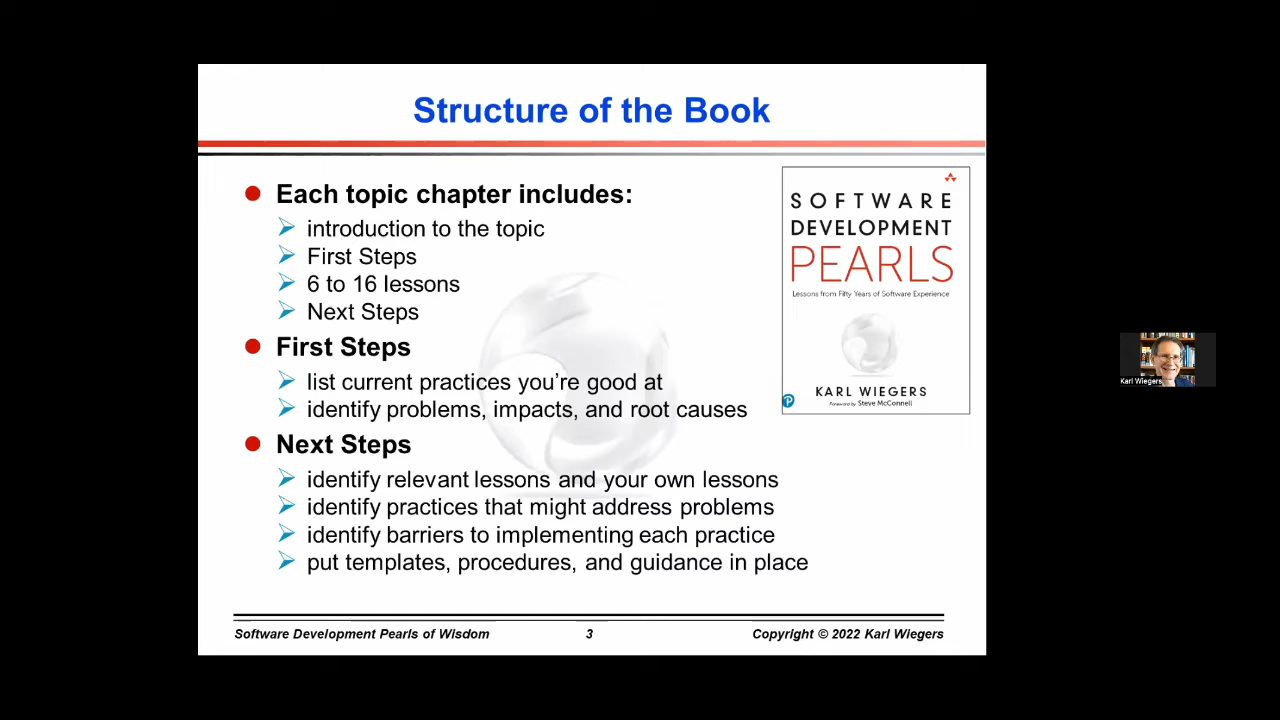 Structure of the Book
Each topic chapter includes:
introduction to the topic
First Steps
6 to 16 lessons
Next Steps
First Steps
list current practices you’re good at
identify problems, impacts, and root causes
Next Steps
identify relevant lessons and your own lessons
identify practices that might address problems
identify barriers to implementing each practice
put templates, procedures, and guidance in place
SOFTWARE
DEVELOPMENT
PEARLS
Lessons from Fifty Years of Software Experience
KARL WIEGERS
Foreword by Steve McConnell
Software Development Pearls of Wisdom
3
Copyright © 2022 Karl Wiegers
Karl Wiegers